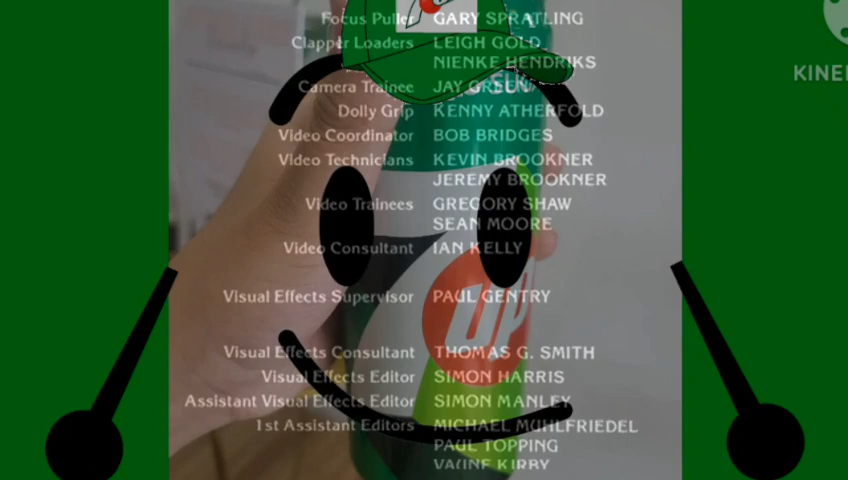 Focus Puller GARY SPRATLING
Clapper Loaders LEIGH GOLD
NIENKE HENDRIKS
Camera Trainee JAY
Dolly Grip KENNY ATHERFOLD
Video Coordinator BOB BRIDGES
Video Technicians KEVIN BROOKNER
JEREMY BROOKNER
Video Trainees GREGORY SHAW
SEAN MOORE
Video Consultant IAN KELLY
Visual Effects Supervisor PAUL GENTRY
UP
Visual Effects Consultant THOMAS G. SMITH
Visual Effects Editor SIMON HARRIS
Assistant Visual Effects Editor SIMON MANLEY
1st Assistant Editors MICHAEL MUHLFRIEDEL
PAUL TOPPING
KIRBY
KINE